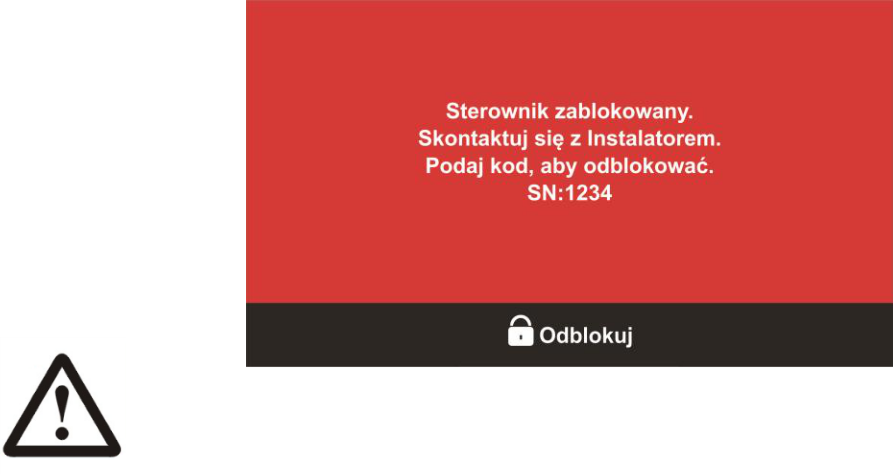 Sterownik zablokowany.
Skontaktuj się z Instalatorem.
Podaj kod, aby odblokować.
SN:1234
Odblokuj